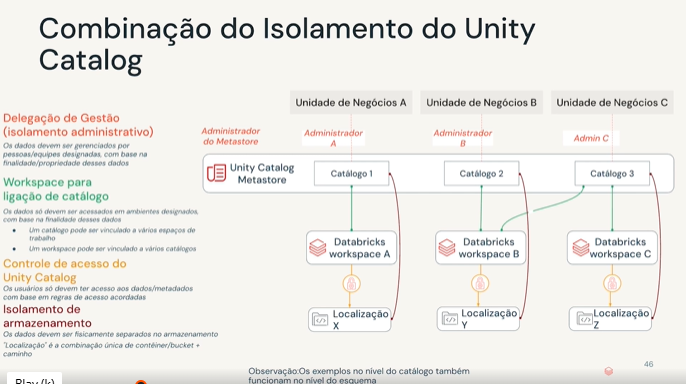 Combinação do Isolamento do Unity
Catalog
Unidade de Negócios A
Unidade de Negócios B
Unidade de Negócios C
Delegação de Gestão
(isolamento administrativo)
Os dados devem ser gerenciados por
pessoas/equipes designadas, com base na
finalidade/propriedade desses dados
Administrador
do Metastore
Administrador
A
Administrador
B
Admin C
Unity Catalog
Metastore
Catálogo 1
Catálogo 2
Catálogo 3
Workspace para
ligação de catálogo
Os dados só devem ser acessados em ambientes designados,
com base na finalidade desses dados
• Um catálogo pode ser vinculado a vários espaços de
trabalho
• Um workspace pode ser vinculado a vários catálogos
Databricks
workspace A
Databricks
workspace B
Databricks
workspace C
Controle de acesso do
Unity Catalog
Os usuários só devem ter acesso aos dados/metadados
com base em regras de acesso acordadas
Isolamento de
armazenamento
Os dados devem ser fisicamente separados no armazenamento
"Localização" é a combinação única de contêiner/bucket +
caminho
Localização
X
Localização
Y
Localização
Z
46
Observação:Os exemplos no nível do catálogo também
funcionam no nível do esquema
Play (k)